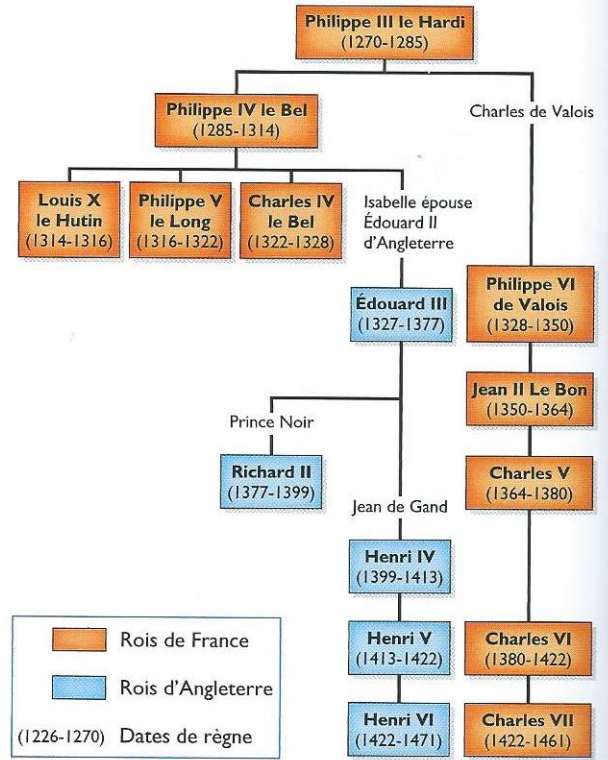 Philippe III le Hardi
(1270-1285)
Philippe IV le Bel
(1285-1314)
Charles de Valois
Louis X
le Hutin
(1314-1316)
Philippe V
le Long
(1316-1322)
Charles IV
le Bel
(1322-1328)
Isabelle épouse
Édouard II
d'Angleterre
Édouard III
(1327-1377)
Philippe VI
de Valois
(1328-1350)
Jean II Le Bon
(1350-1364)
Prince Noir
Richard II
(1377-1399)
Charles V
(1364-1380)
Jean de Gand
Henri IV
(1399-1413)
Henri V
(1413-1422)
Charles VI
(1380-1422)
Henri VI
(1422-1471)
Charles VII
(1422-1461)
Rois de France
Rois d'Angleterre
(1226-1270) Dates de règne